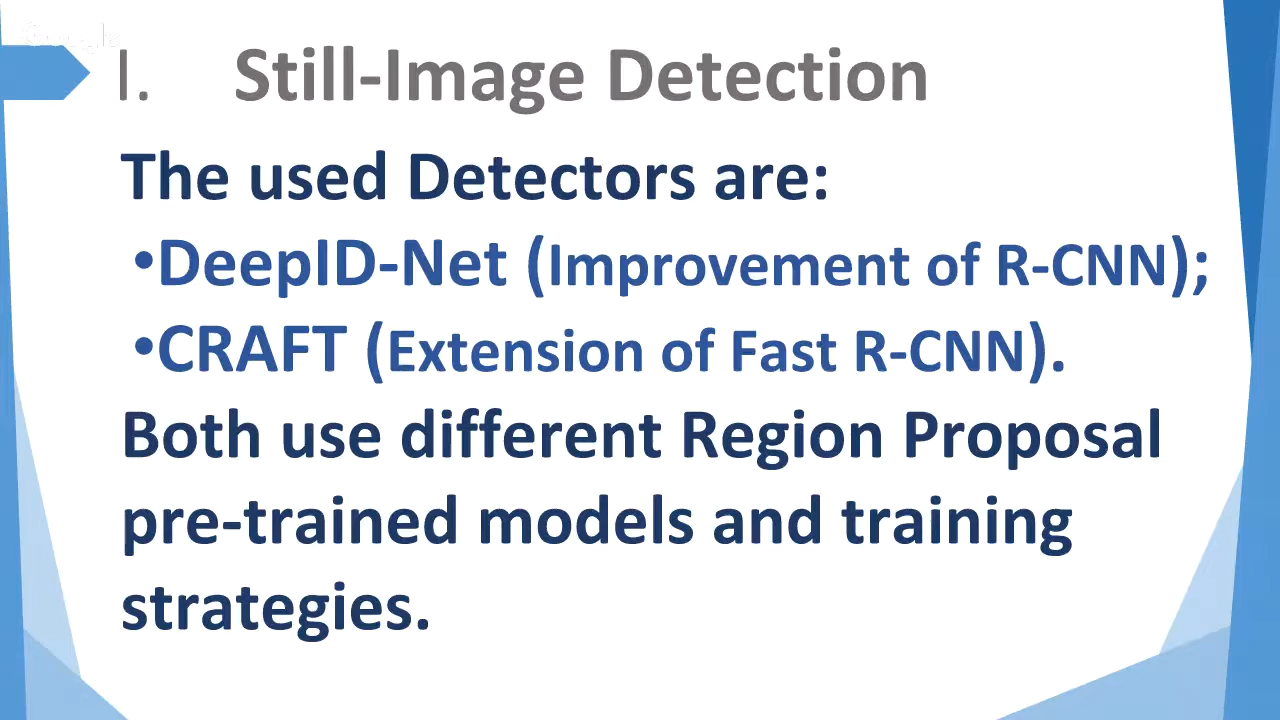 I. Still-Image Detection
The used Detectors are:
•DeepID-Net (Improvement of R-CNN);
•CRAFT (Extension of Fast R-CNN).
Both use different Region Proposal
pre-trained models and training
strategies.